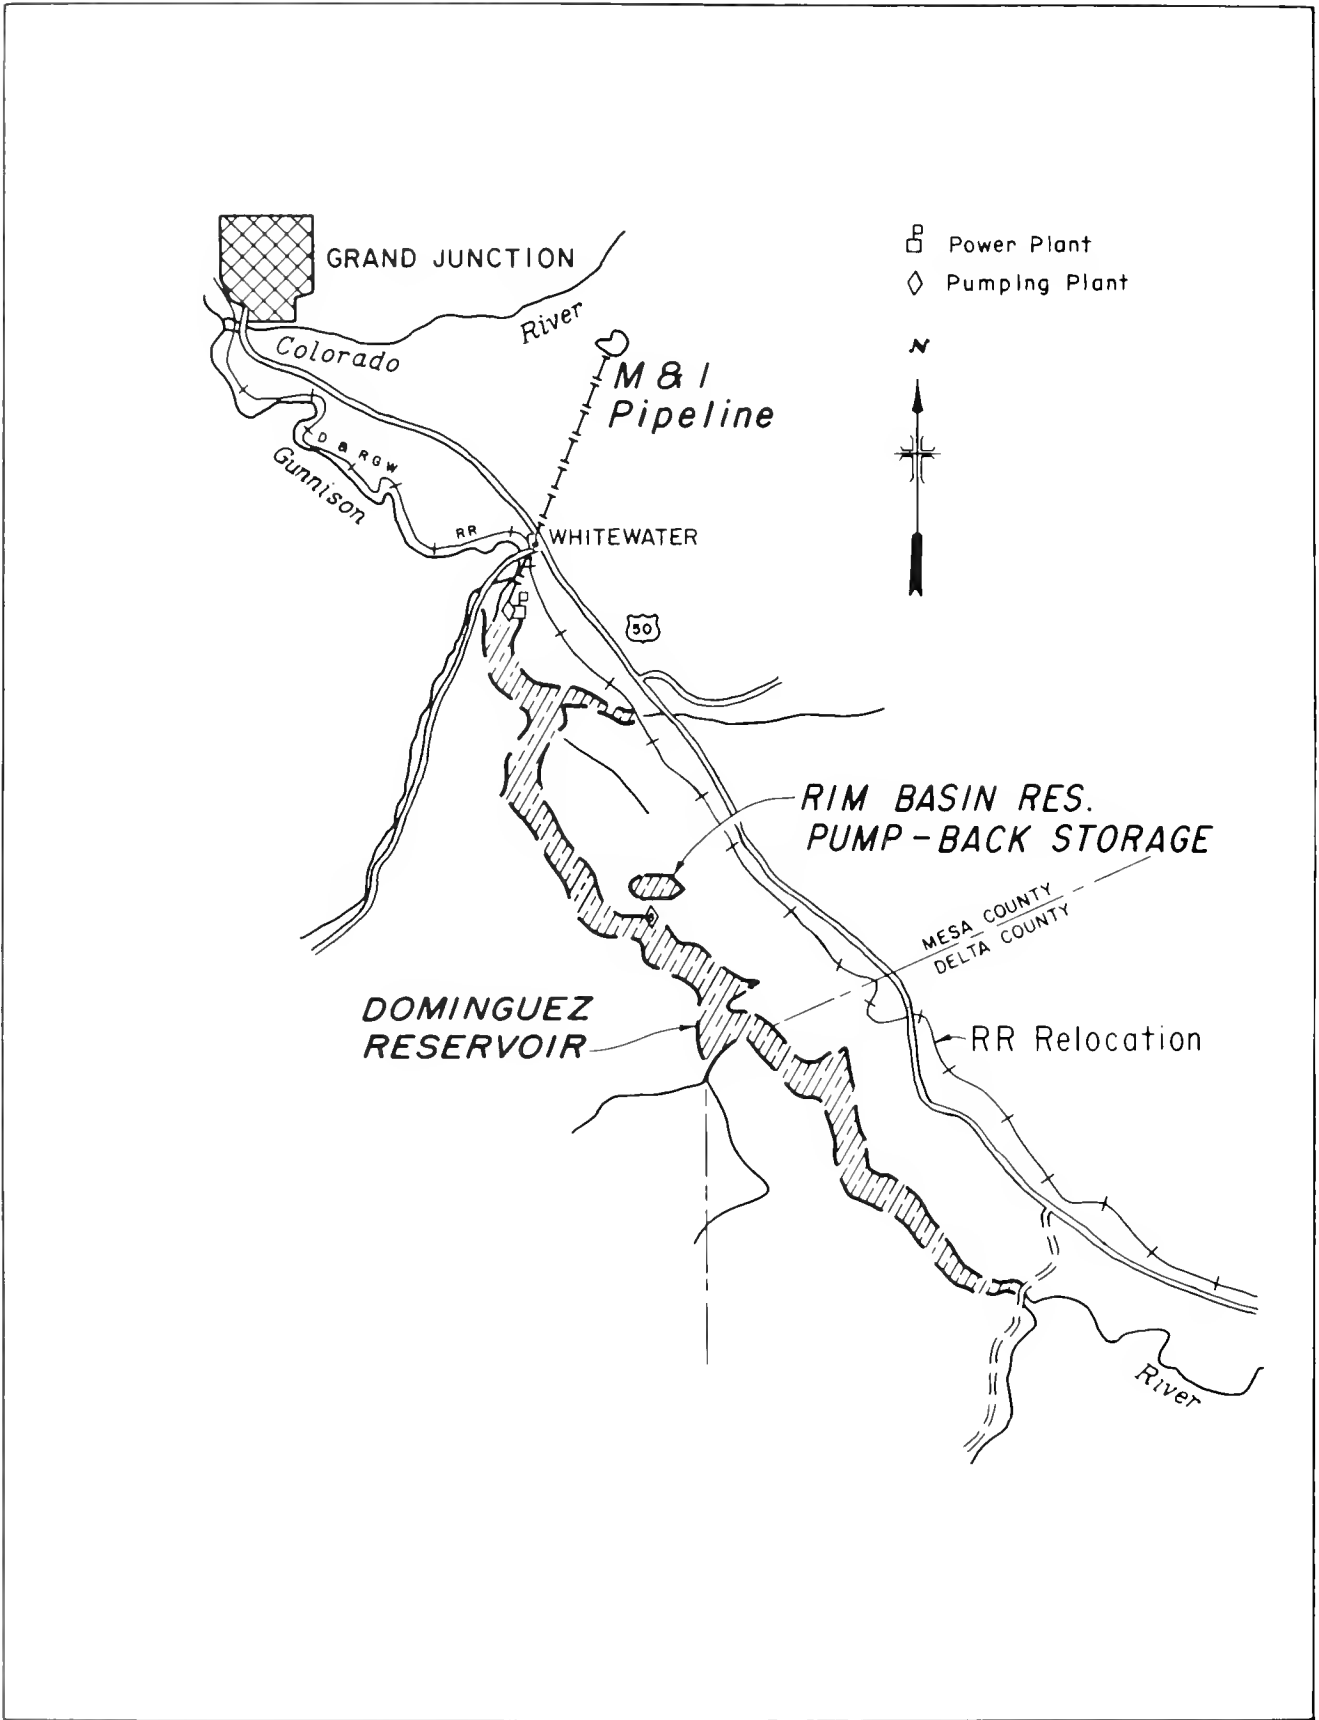 GRAND JUNCTION
Power Plant
Pumping Plant
River
Colorado
N
M & I
Pipeline
D & RGW
Gunnison
RR
WHITEWATER
50
RIM BASIN RES.
PUMP-BACK STORAGE
MESA COUNTY
DELTA COUNTY
DOMINGUEZ
RESERVOIR
RR Relocation
River